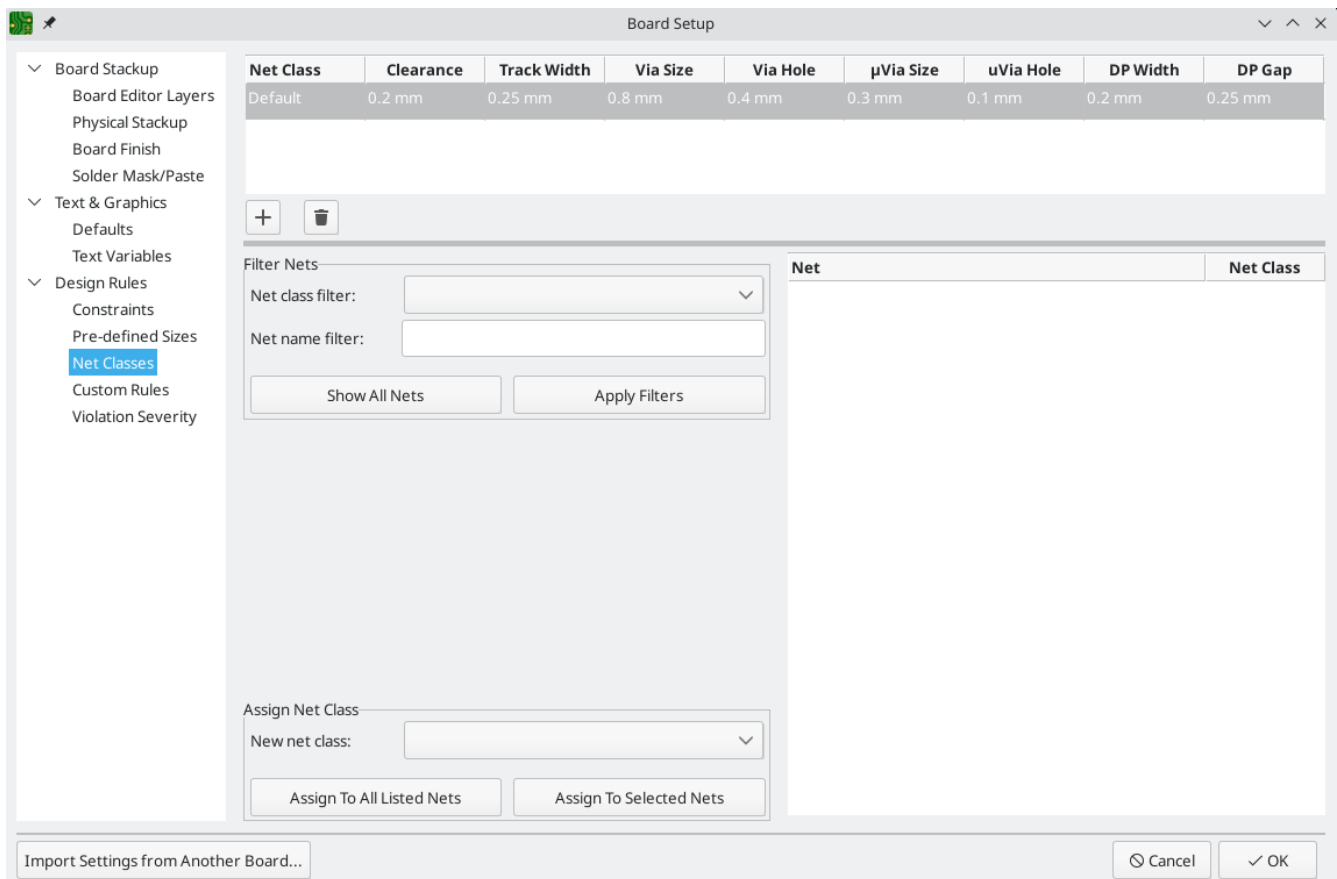 Board Setup
Board Stackup
Board Editor Layers
Physical Stackup
Board Finish
Solder Mask/Paste
Text & Graphics
Defaults
Text Variables
Design Rules
Constraints
Pre-defined Sizes
Net Classes
Custom Rules
Violation Severity
Net Class Clearance Track Width Via Size Via Hole µVia Size uVia Hole DP Width DP Gap
Default 0.2 mm 0.25 mm 0.8 mm 0.4 mm 0.3 mm 0.1 mm 0.2 mm 0.25 mm
Filter Nets
Net class filter:
Net name filter:
Show All Nets Apply Filters
Net Net Class
Assign Net Class
New net class:
Assign To All Listed Nets Assign To Selected Nets
Import Settings from Another Board... Cancel OK